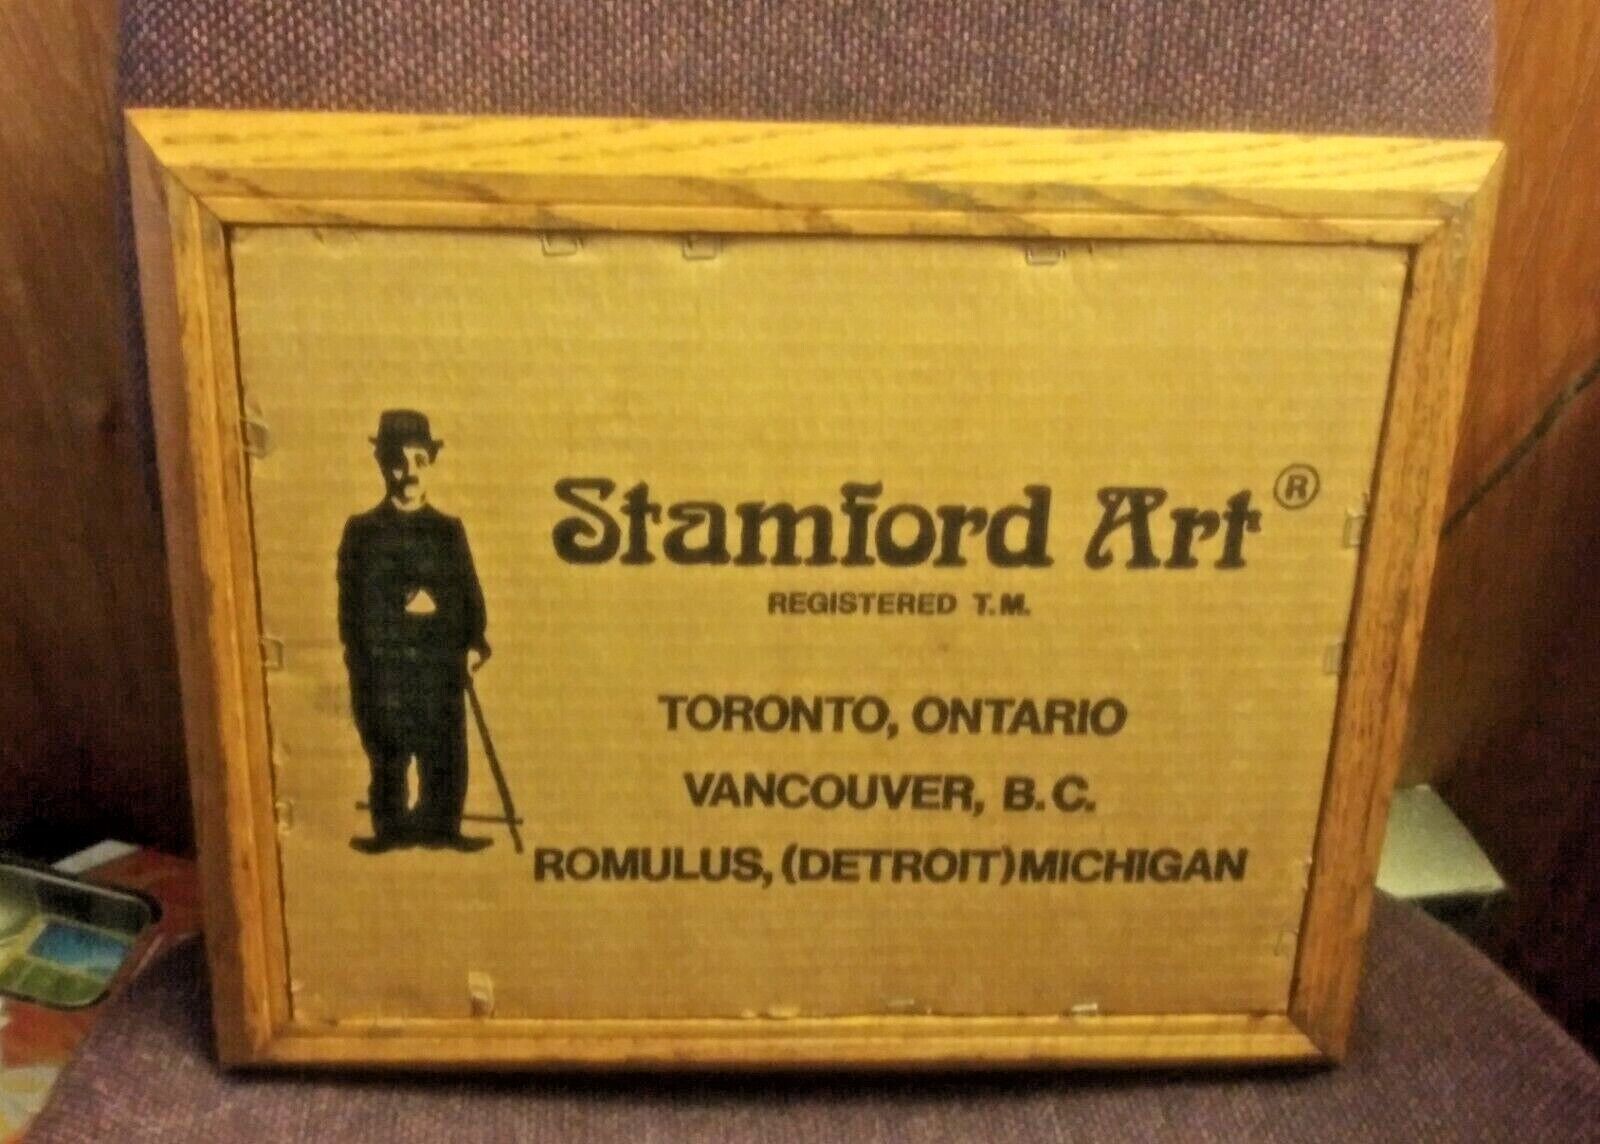 Stamford Art ®
REGISTERED T.M.
TORONTO, ONTARIO
VANCOUVER, B.C.
ROMULUS, (DETROIT) MICHIGAN